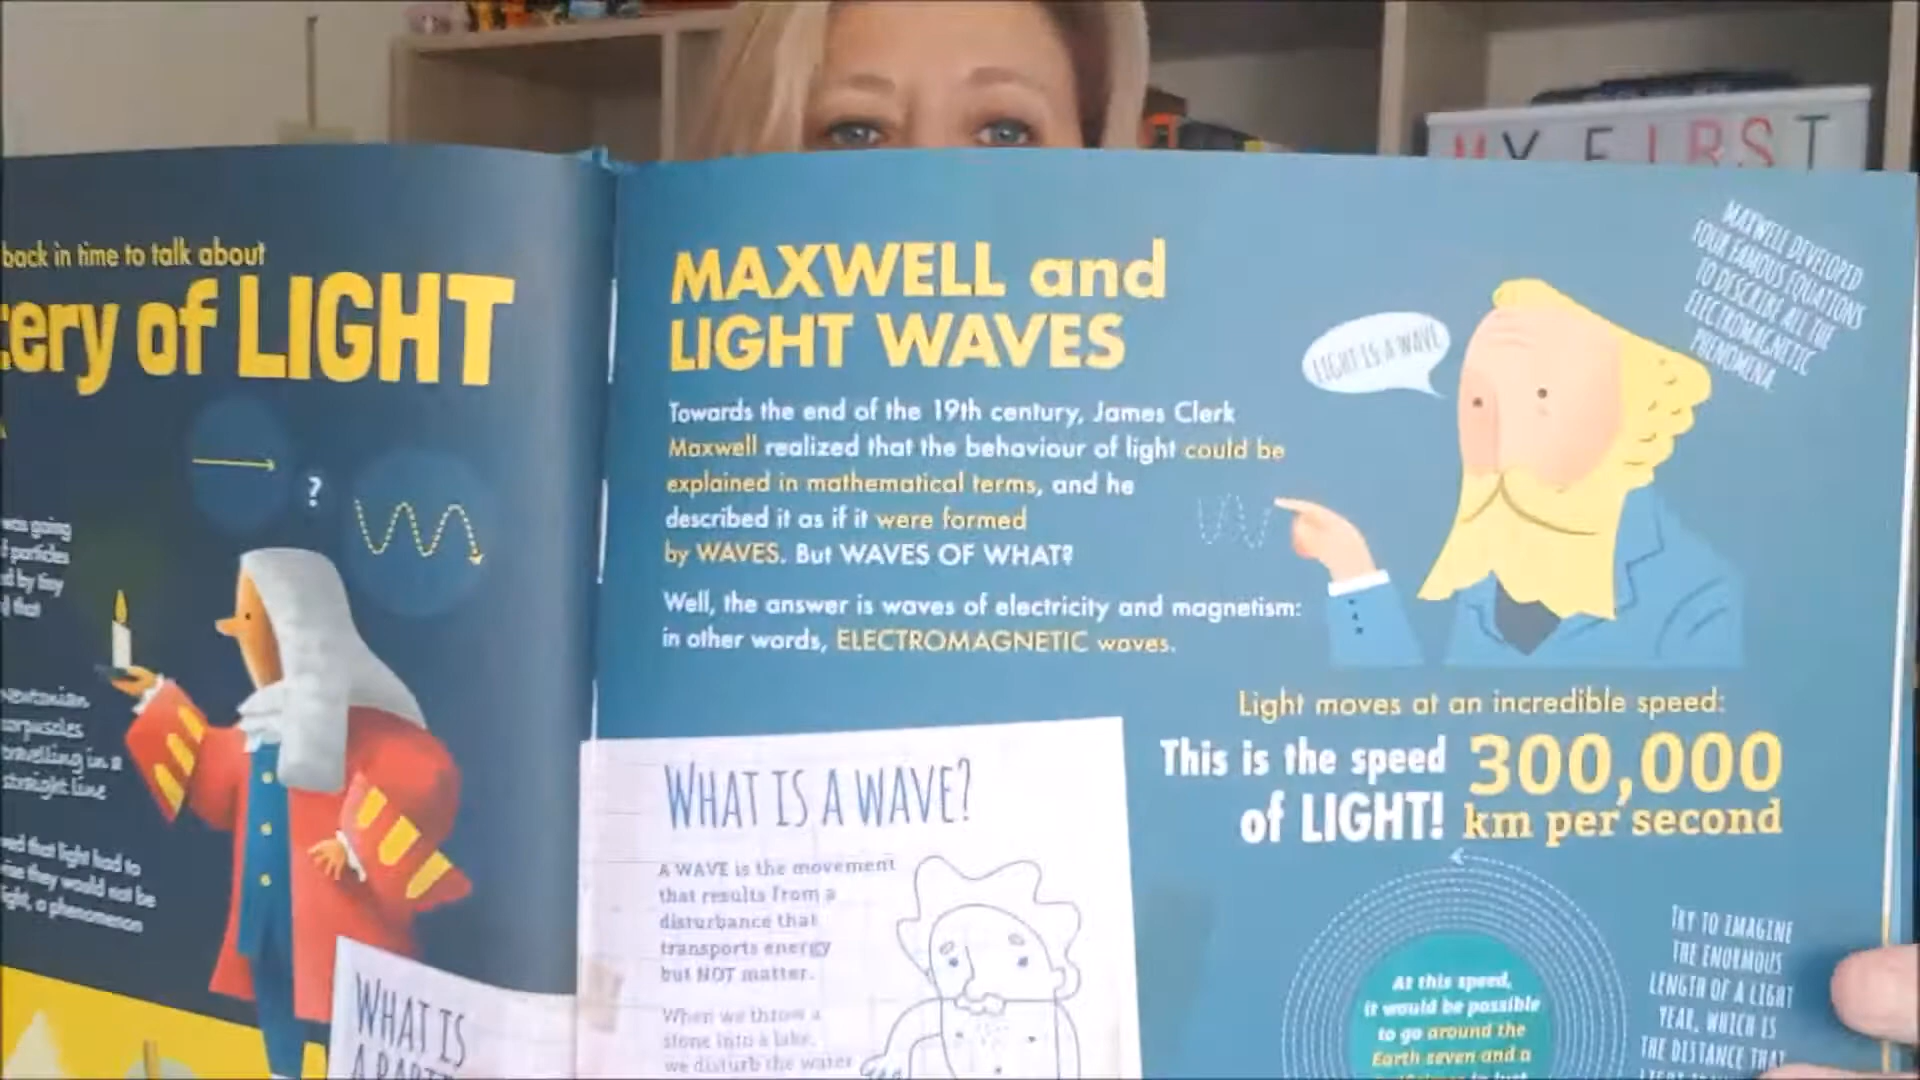 MY FIRST
back in time to talk about
tery of LIGHT
?
was going
particles
ed by tiny
that
Newtonian
corpuscles
travelling in a
straight line
that light had to
they would not be
light, a phenomenon
WHAT IS
MAXWELL and
LIGHT WAVES
Towards the end of the 19th century, James Clerk
Maxwell realized that the behaviour of light could be
explained in mathematical terms, and he
described it as if it were formed
by WAVES. But WAVES OF WHAT?
Well, the answer is waves of electricity and magnetism:
in other words, ELECTROMAGNETIC waves.
LIGHT IS A WAVE
MAXWELL DEVELOPED
FOUR FAMOUS EQUATIONS
TO DESCRIBE ALL THE
ELECTROMAGNETIC
PHENOMENA.
WHAT IS A WAVE?
A WAVE is the movement
that results from a
disturbance that
transports energy
but NOT matter.
When we throw a
stone into a lake,
we disturb the water
Light moves at an incredible speed:
This is the speed
of LIGHT!
300,000
km per second
At this speed,
it would be possible
to go around the
Earth seven and a
TRY TO IMAGINE
THE ENORMOUS
LENGTH OF A LIGHT
YEAR, WHICH IS
THE DISTANCE THAT